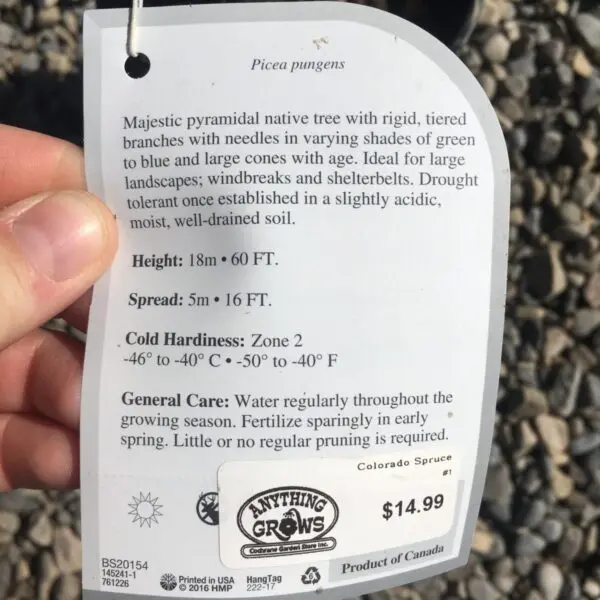 Picea pungens
Majestic pyramidal native tree with rigid, tiered
branches with needles in varying shades of green
to blue and large cones with age. Ideal for large
landscapes; windbreaks and shelterbelts. Drought
tolerant once established in a slightly acidic,
moist, well-drained soil.
Height: 18m • 60 FT.
Spread: 5m • 16 FT.
Cold Hardiness: Zone 2
-46° to -40° C • -50° to -40° F
General Care: Water regularly throughout the
growing season. Fertilize sparingly in early
spring. Little or no regular pruning is required.
Colorado Spruce
#1
ANYTHING
GROWS
Cochrane Garden Store Inc.
$14.99
Product of Canada
BS20154
145241-1
761226
Printed in USA
© 2016 HMP
HangTag
222-17
6